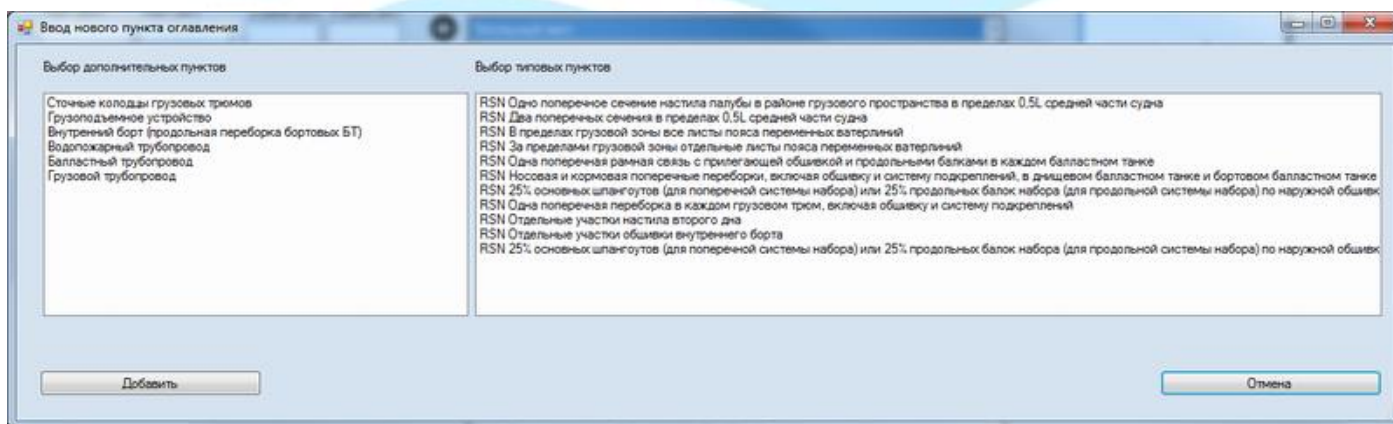 Ввод нового пункта оглавления
Выбор дополнительных пунктов
Сточные колодцы грузовых трюмов
Грузоподъемное устройство
Внутренний борт (продольная переборка бортовых БТ)
Водопожарный трубопровод
Балластный трубопровод
Грузовой трубопровод
Выбор типовых пунктов
RSN Одно поперечное сечение настила палубы в районе грузового пространства в пределах 0,5L средней части судна
RSN Два поперечных сечения в пределах 0,5L средней части судна
RSN В пределах грузовой зоны все листы пояса переменных ватерлиний
RSN За пределами грузовой зоны отдельные листы пояса переменных ватерлиний
RSN Одна поперечная рамная связь с прилегающей обшивкой и продольными балками в каждом балластном танке
RSN Носовая и кормовая поперечные переборки, включая обшивку и систему подкреплений, в днищевом балластном танке и бортовом балластном танке
RSN 25% основных шпангоутов (для поперечной системы набора) или 25% продольных балок набора (для продольной системы набора) по наружной обшивк
RSN Одна поперечная переборка в каждом грузовом трюм, включая обшивку и систему подкреплений
RSN Отдельные участки настила второго дна
RSN Отдельные участки обшивки внутреннего борта
RSN 25% основных шпангоутов (для поперечной системы набора) или 25% продольных балок набора (для продольной системы набора) по наружной обшивк
Добавить
Отмена